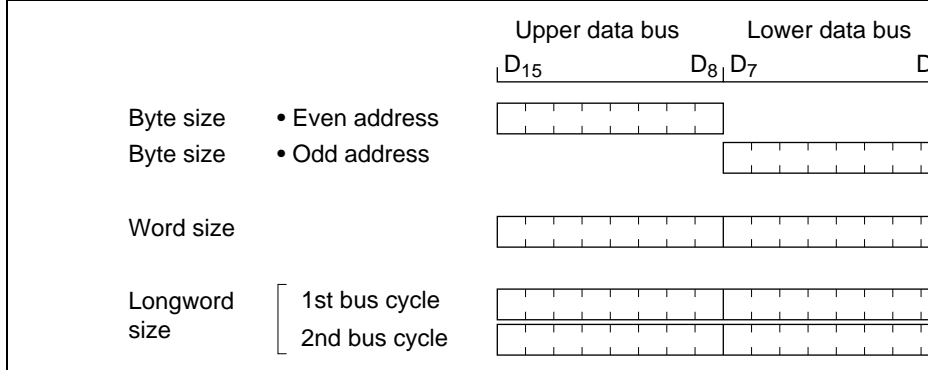 Upper data bus Lower data bus
D15 D8 D7 D
Byte size • Even address
Byte size • Odd address
Word size
Longword size 1st bus cycle
2nd bus cycle